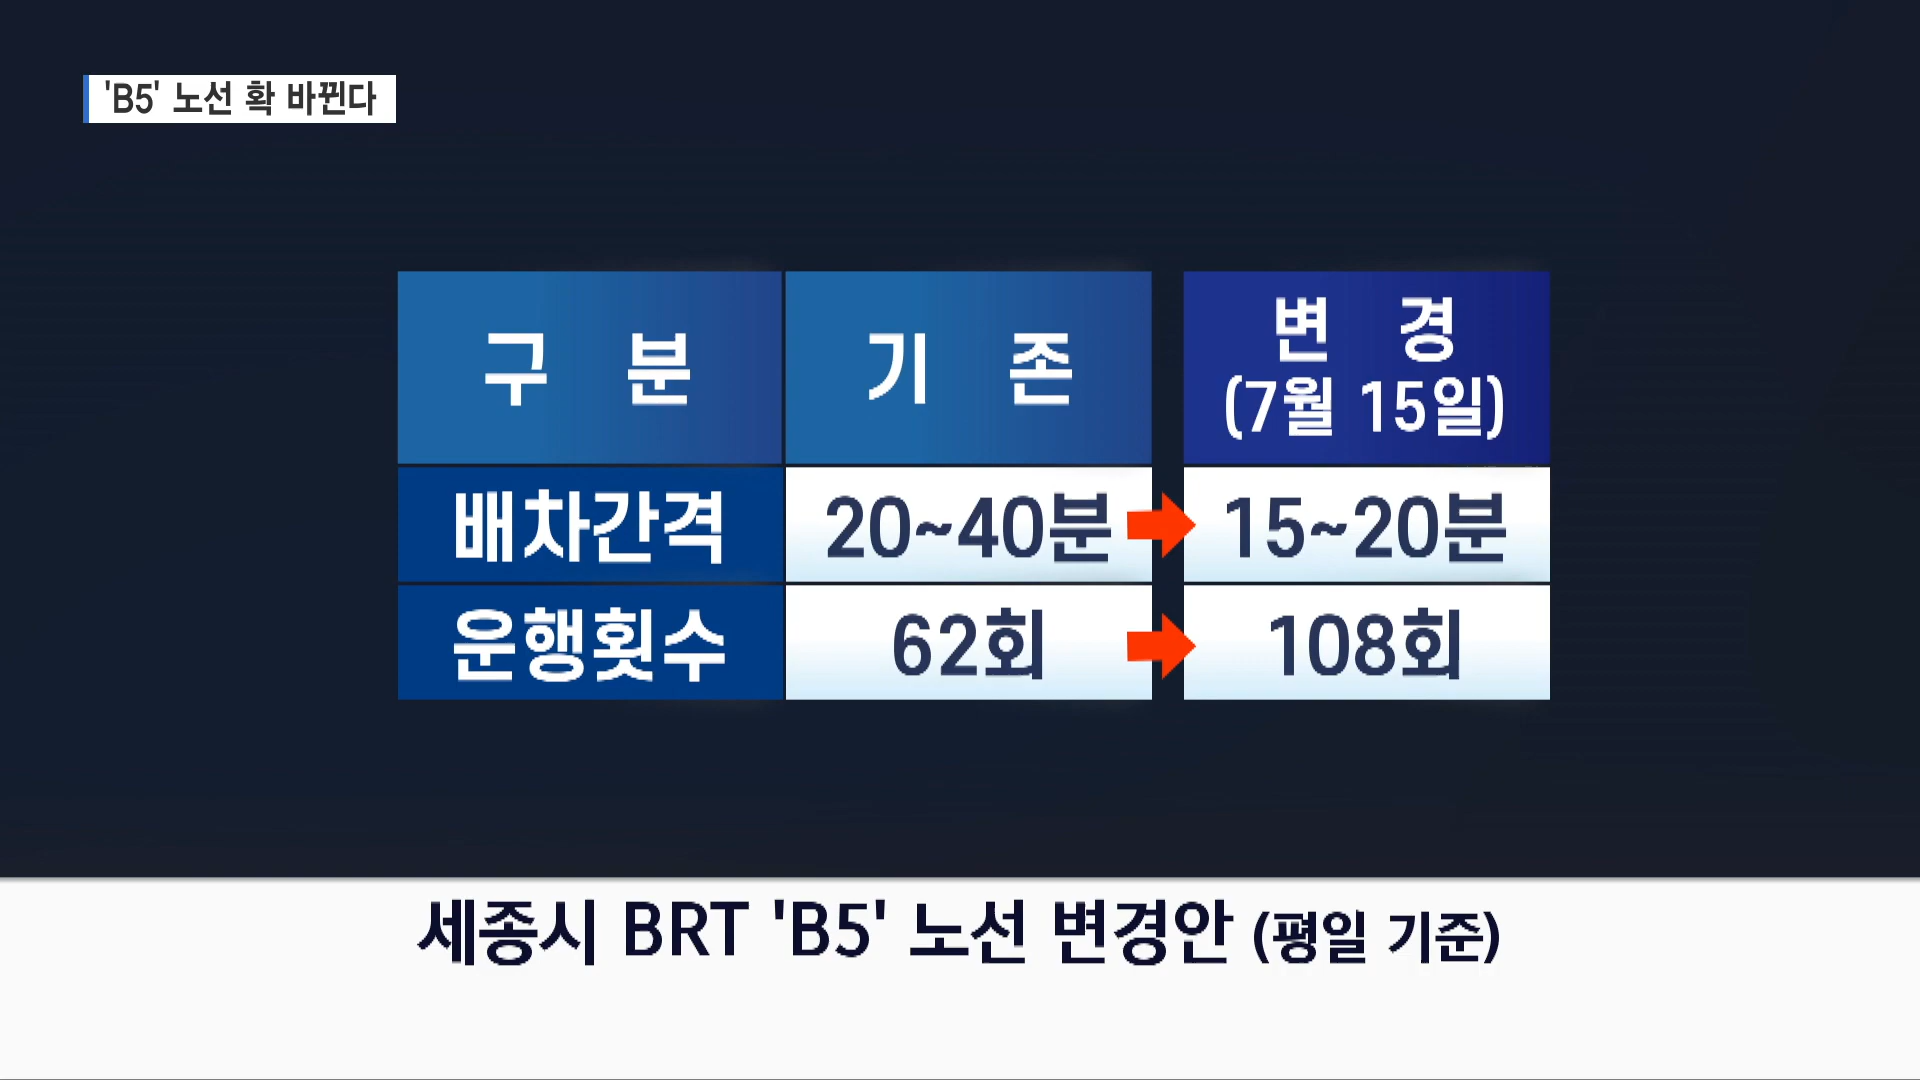 'B5' 노선 확 바뀐다
구 분 기 존 변 경
(7월 15일)
배차간격 20~40분 15~20분
운행횟수 62회 108회
세종시 BRT 'B5' 노선 변경안 (평일 기준)